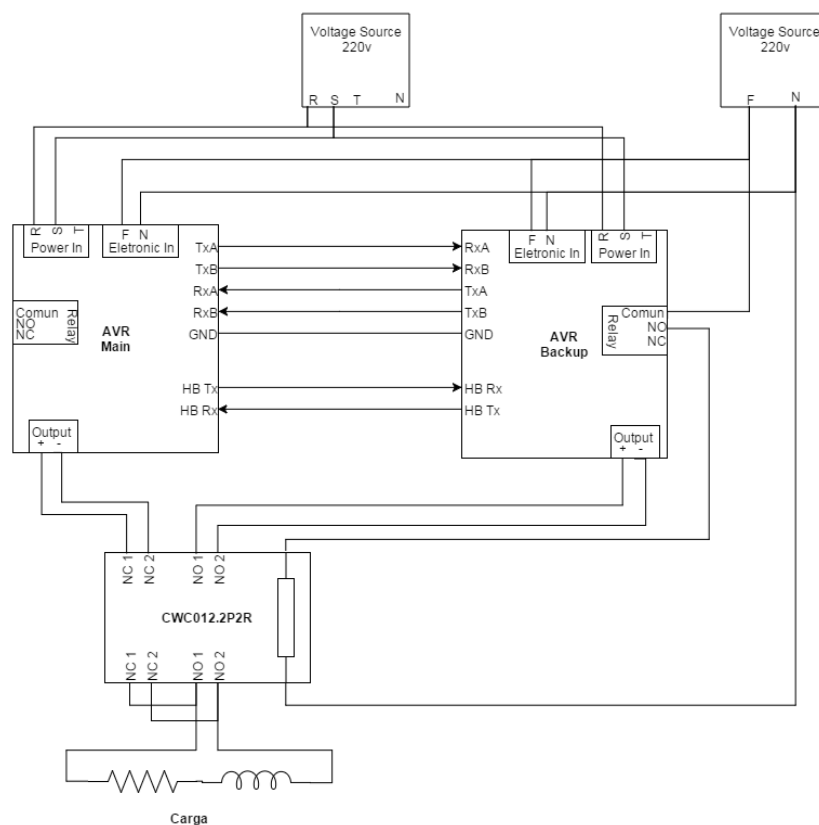 Voltage Source
220v
R S T N
Voltage Source
220v
F N
R S T
Power In
F N
Eletronic In
F N
Eletronic In
R S T
Power In
TxA
TxB
RxA
RxB
GND
HB Tx
HB Rx
RxA
RxB
TxA
TxB
GND
HB Rx
HB Tx
Comun
NO
NC
Relay
AVR
Main
AVR
Backup
Relay
Comun
NO
NC
Output
+ -
Output
+ -
NC 1
NC 2
NO 1
NO 2
CWC012.2P2R
NC 1
NC 2
NO 1
NO 2
Carga